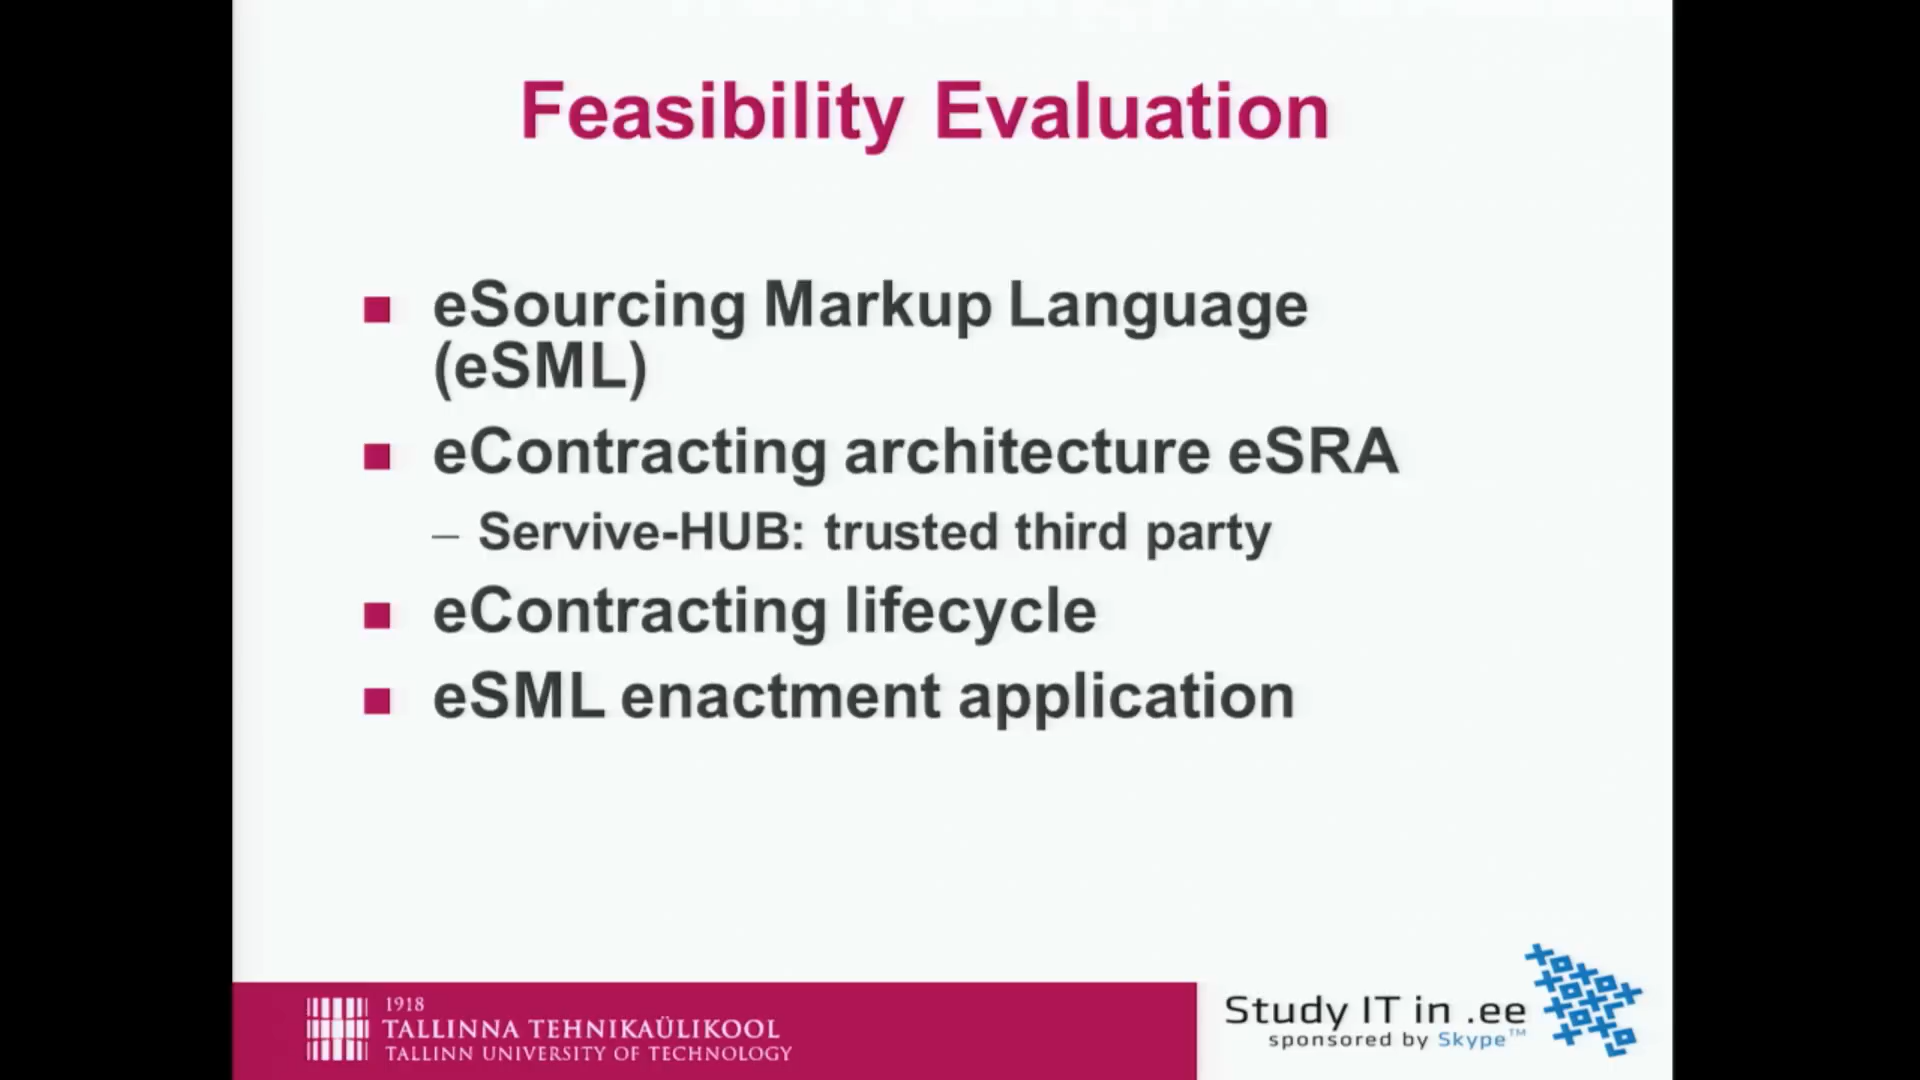 Feasibility Evaluation
eSourcing Markup Language
(eSML)
eContracting architecture eSRA
– Servive-HUB: trusted third party
eContracting lifecycle
eSML enactment application
1918
TALLINNA TEHNIKAÜLIKOOL
TALLINN UNIVERSITY OF TECHNOLOGY
Study IT in .ee
sponsored by Skype™